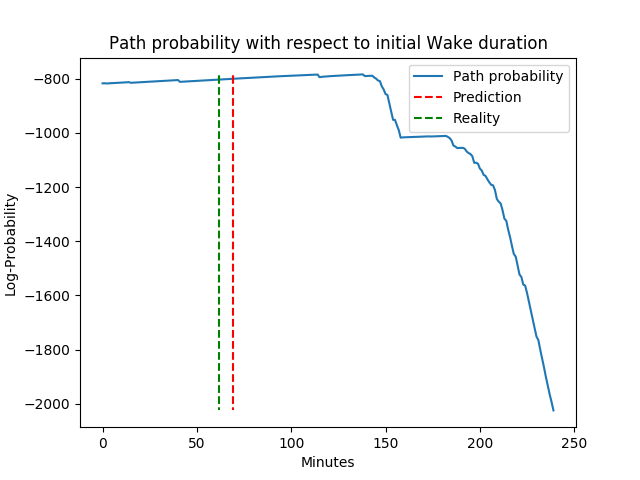 Path probability with respect to initial Wake duration
Path probability
Prediction
Reality
Log-Probability
−800
−1000
−1200
−1400
−1600
−1800
−2000
0 50 100 150 200 250
Minutes